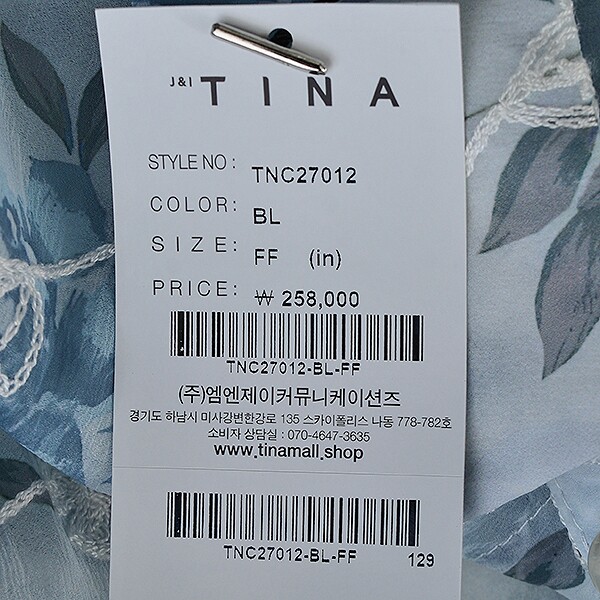 J&I TINA
STYLE NO : TNC27012
COLOR: BL
SIZE: FF (in)
PRICE: ₩ 258,000
TNC27012-BL-FF
(주)엠엔제이커뮤니케이션즈
경기도 하남시 미사강변한강로 135 스카이폴리스 나동 778-782호
소비자 상담실 : 070-4647-3635
www.tinamall.shop
TNC27012-BL-FF 129